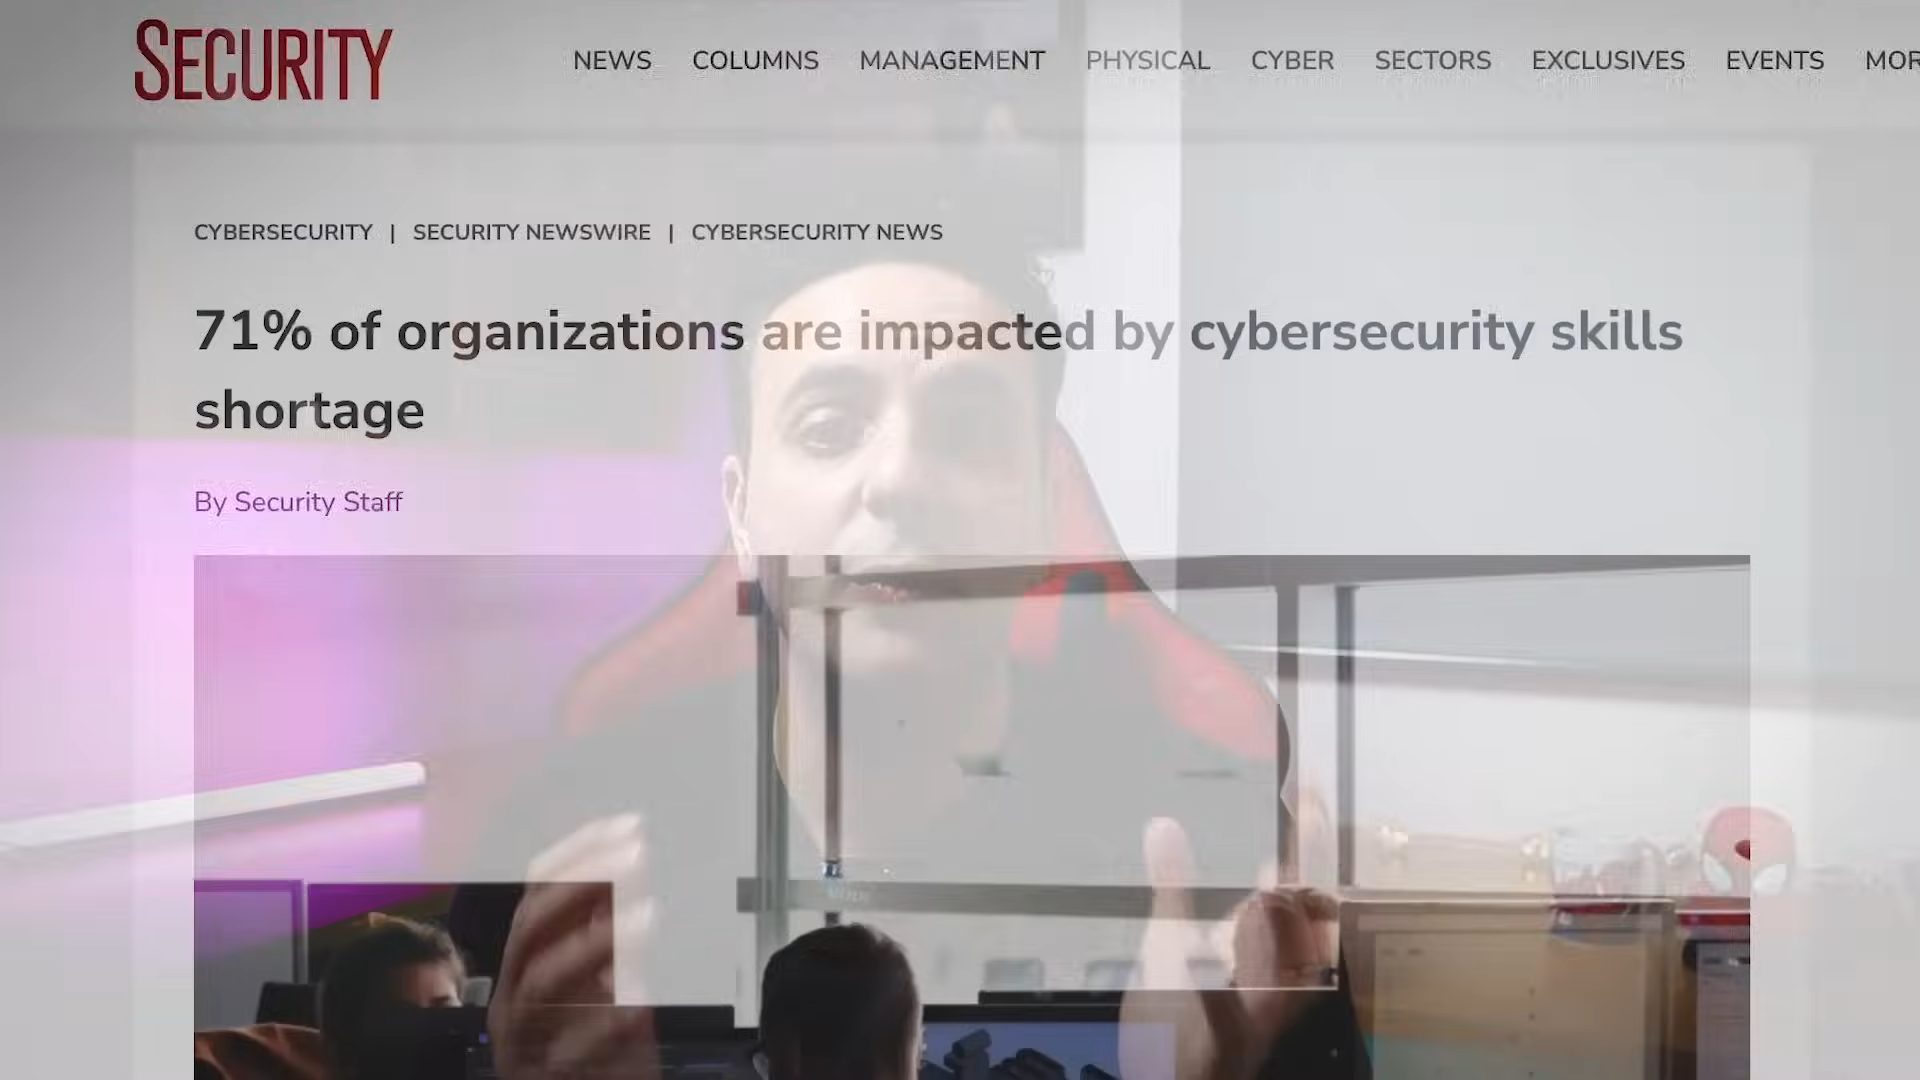 SECURITY
NEWS COLUMNS MANAGEMENT PHYSICAL CYBER SECTORS EXCLUSIVES EVENTS MOR
CYBERSECURITY | SECURITY NEWSWIRE | CYBERSECURITY NEWS
71% of organizations are impacted by cybersecurity skills
shortage
By Security Staff